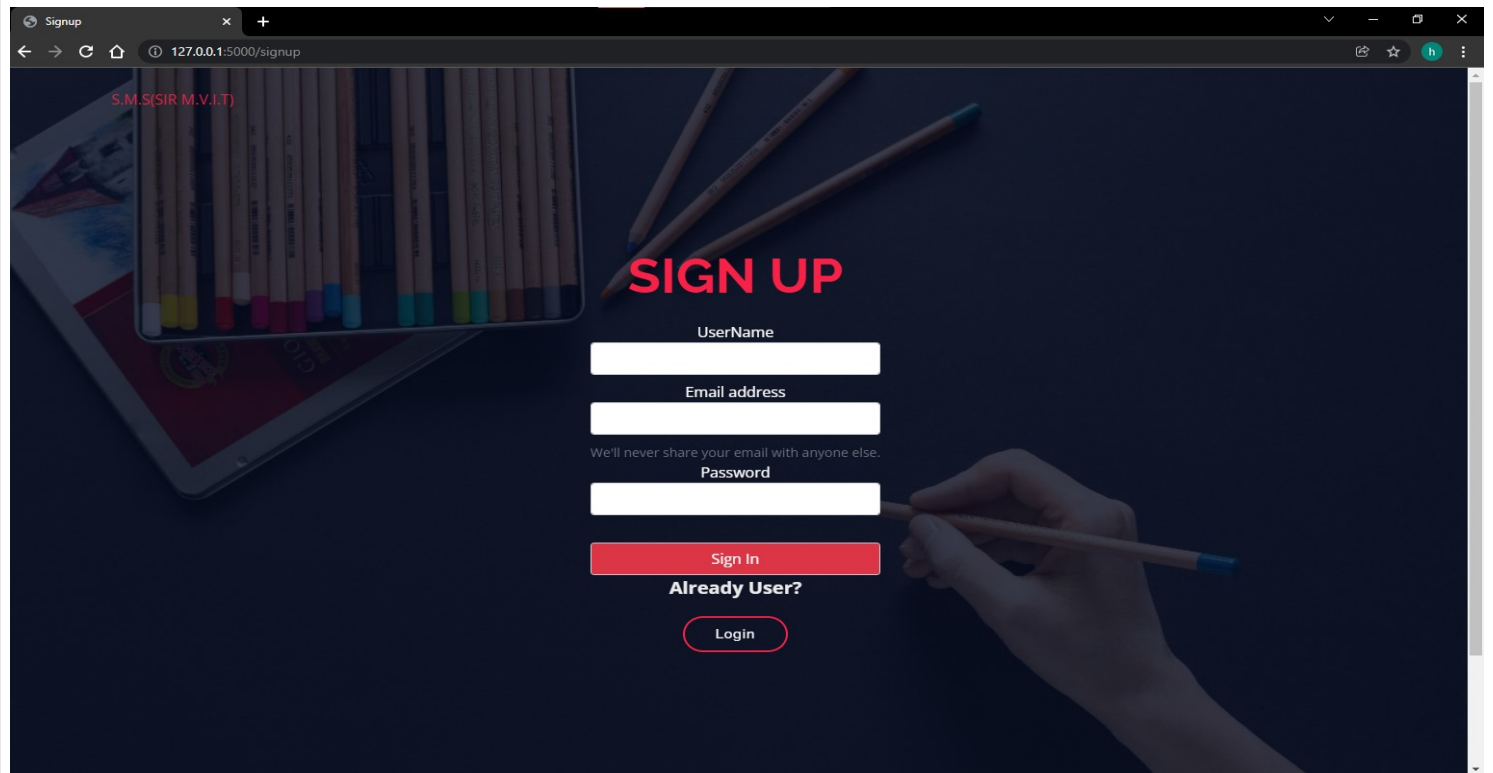 Signup
127.0.0.1:5000/signup
h
S.M.S(SIR M.V.I.T)
SIGN UP
UserName
Email address
We'll never share your email with anyone else.
Password
Sign In
Already User?
Login